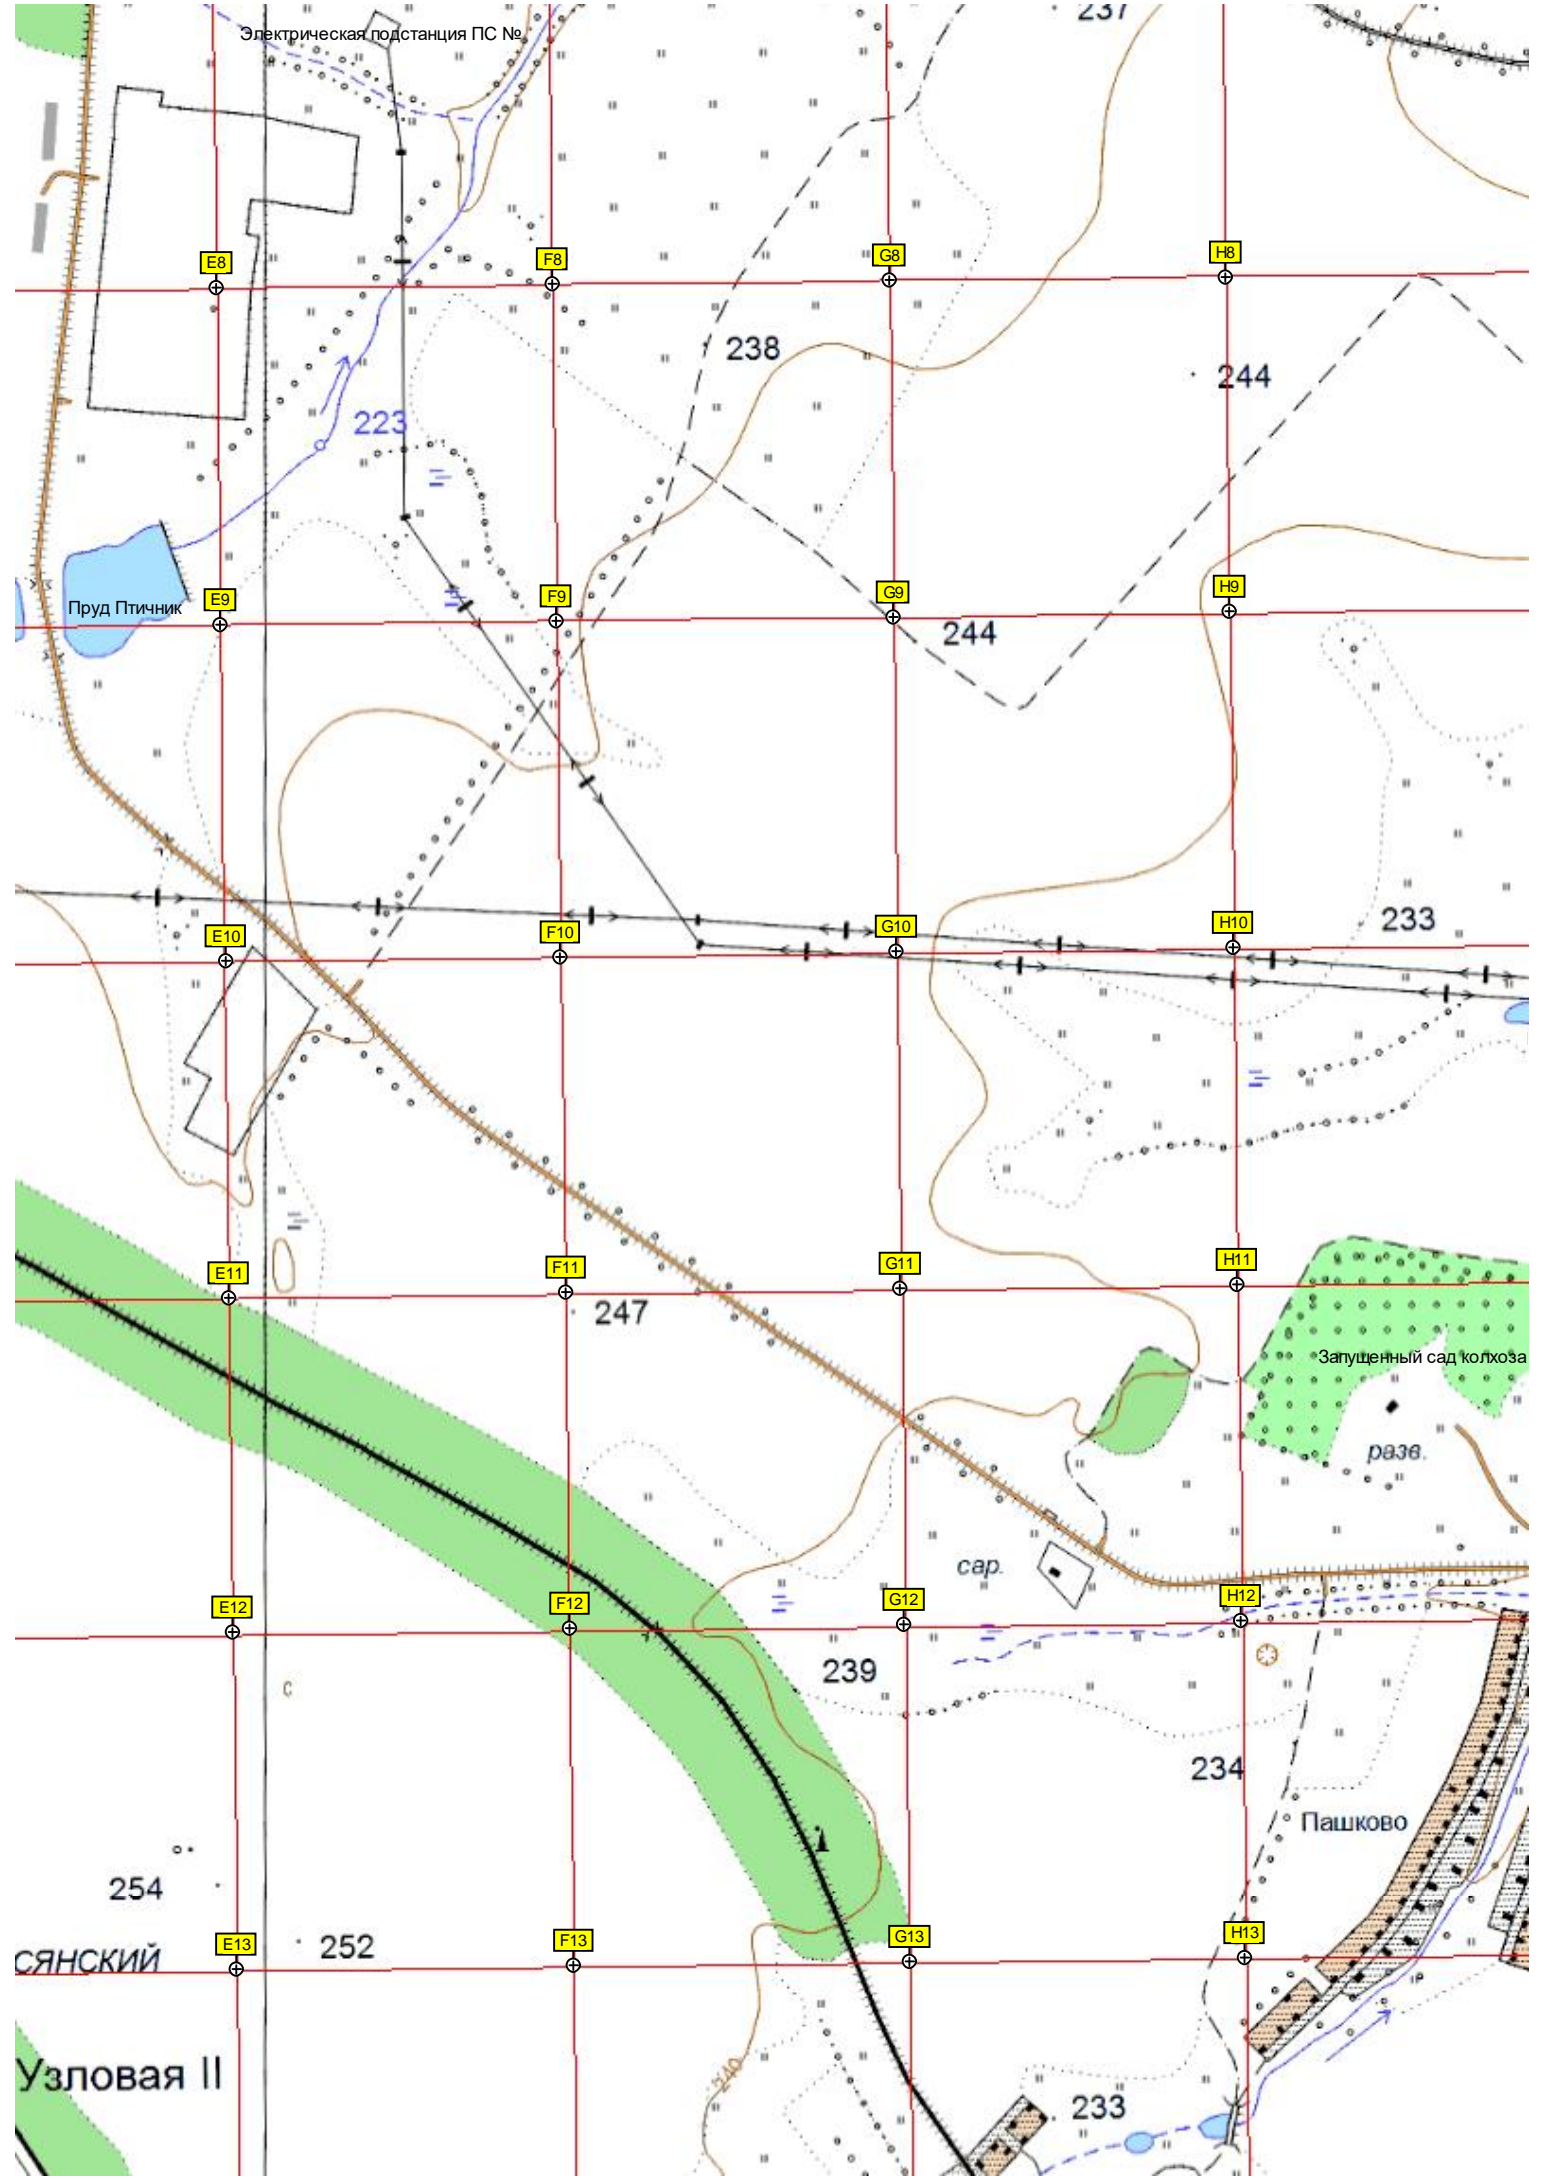 237
Электрическая подстанция ПС №
E8
F8
G8
H8
238
244
223
E9
F9
G9
H9
Пруд Птичник
244
233
E10
F10
G10
H10
E11
F11
G11
H11
247
Запущенный сад колхоза
разв.
сар.
E12
F12
G12
H12
239
С
234
Пашково
254
252
E13
F13
G13
H13
СЯНСКИЙ
Узловая II
240
233